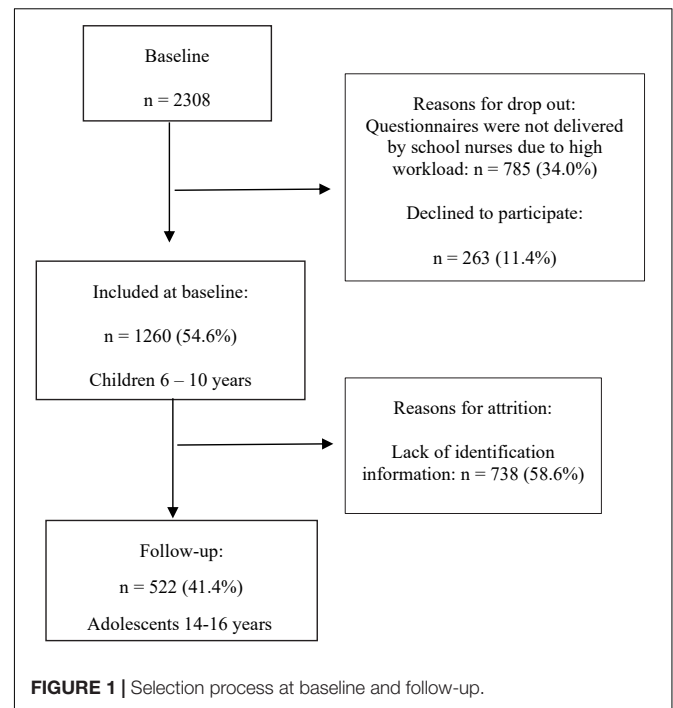 Baseline
n = 2308
Reasons for drop out:
Questionnaires were not delivered
by school nurses due to high
workload: n = 785 (34.0%)
Declined to participate:
n = 263 (11.4%)
Included at baseline:
n = 1260 (54.6%)
Children 6 – 10 years
Reasons for attrition:
Lack of identification
information: n = 738 (58.6%)
Follow-up:
n = 522 (41.4%)
Adolescents 14-16 years
FIGURE 1 | Selection process at baseline and follow-up.